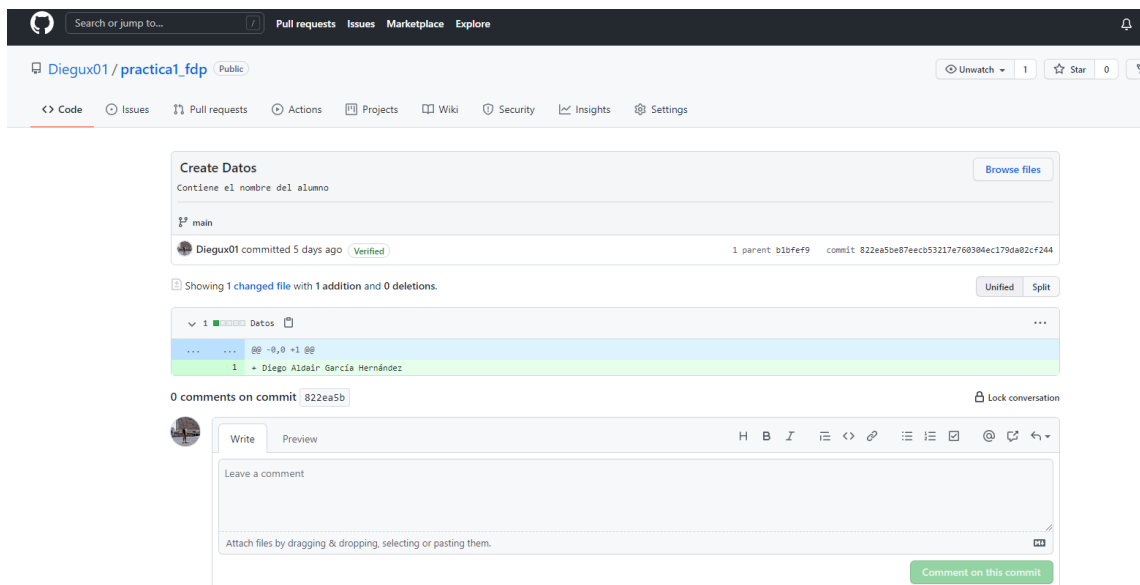 Search or jump to... / Pull requests Issues Marketplace Explore
Diegux01 / practica1_fdp Public Unwatch 1 Star 0
<> Code Issues Pull requests Actions Projects Wiki Security Insights Settings
Create Datos Browse files
Contiene el nombre del alumno
main
Diegux01 committed 5 days ago Verified 1 parent b1bfef9 commit 822ea5be87eecb53217e760304ec179da02cf244
Showing 1 changed file with 1 addition and 0 deletions. Unified Split
1 Datos ...
... ... @@ -0,0 +1 @@
1 + Diego Aldair García Hernández
0 comments on commit 822ea5b Lock conversation
Write Preview H B I <> @
Leave a comment
Attach files by dragging & dropping, selecting or pasting them.
Comment on this commit